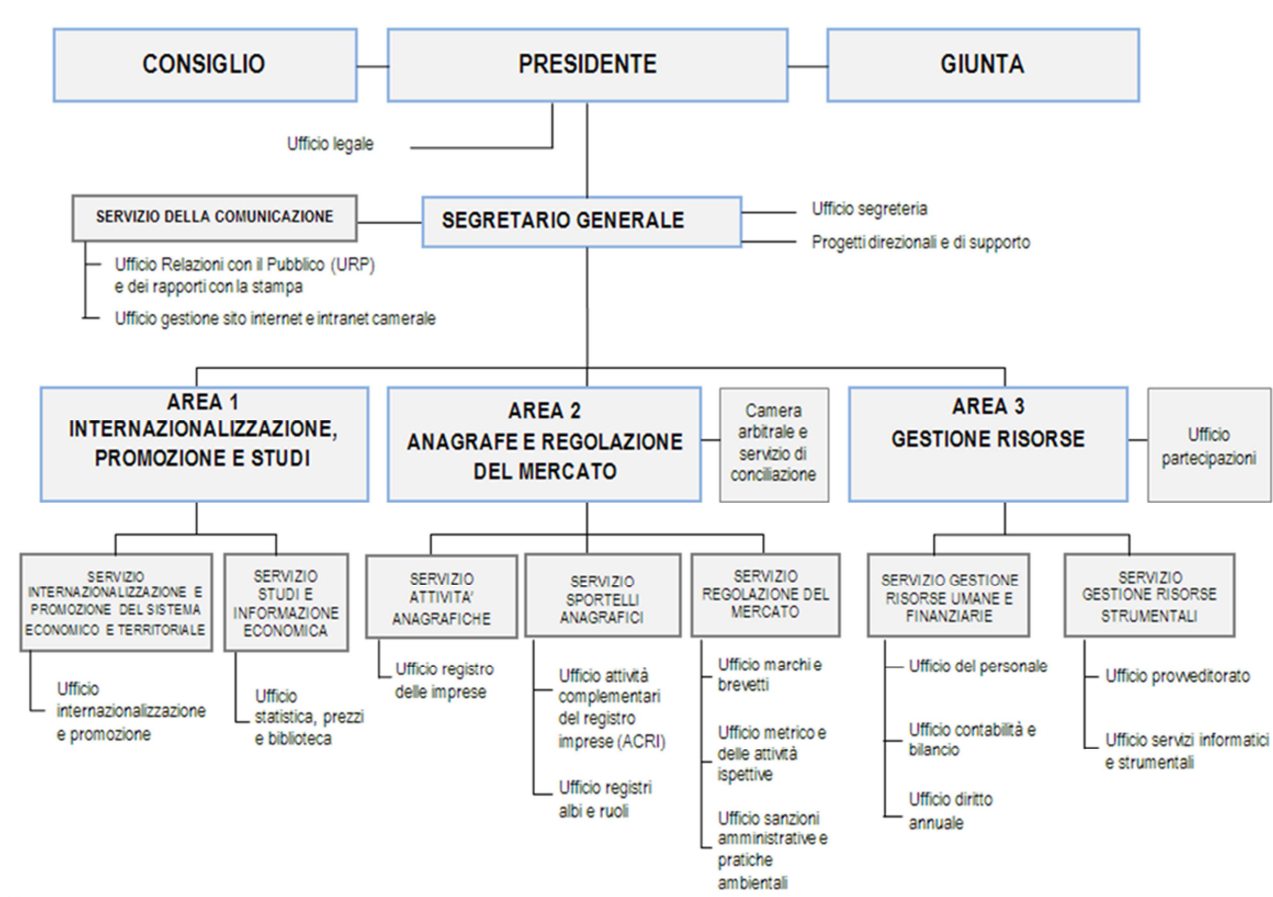 CONSIGLIO
PRESIDENTE
GIUNTA
Ufficio legale
SERVIZIO DELLA COMUNICAZIONE
SEGRETARIO GENERALE
Ufficio segreteria
Progetti direzionali e di supporto
Ufficio Relazioni con il Pubblico (URP)
e dei rapporti con la stampa
Ufficio gestione sito internet e intranet camerale
AREA 1
INTERNAZIONALIZZAZIONE,
PROMOZIONE E STUDI
AREA 2
ANAGRAFE E REGOLAZIONE
DEL MERCATO
Camera
arbitrale e
servizio di
conciliazione
AREA 3
GESTIONE RISORSE
Ufficio
partecipazioni
SERVIZIO
INTERNALIZZAZIONE E
PROMOZIONE DEL SISTEMA
ECONOMICO E TERRITORIALE
SERVIZIO
STUDI E
INFORMAZIONE
ECONOMICA
SERVIZIO
ATTIVITA'
ANAGRAFICHE
SERVIZIO
SPORTELLI
ANAGRAFICI
SERVIZIO
REGOLAZIONE DEL
MERCATO
SERVIZIO GESTIONE
RISORSE UMANE E
FINANZIARIE
SERVIZIO
GESTIONE RISORSE
STRUMENTALI
Ufficio
internazionalizzazione
e promozione
Ufficio
statistica, prezzi
e biblioteca
Ufficio registro
delle imprese
Ufficio attività
complementari
del registro
imprese (ACRI)
Ufficio registri
albi e ruoli
Ufficio marchi e
brevetti
Ufficio metrico e
delle attività
ispettive
Ufficio sanzioni
amministrative e
pratiche
ambientali
Ufficio del personale
Ufficio contabilità e
bilancio
Ufficio diritto
annuale
Ufficio provveditorato
Ufficio servizi informatici
e strumentali